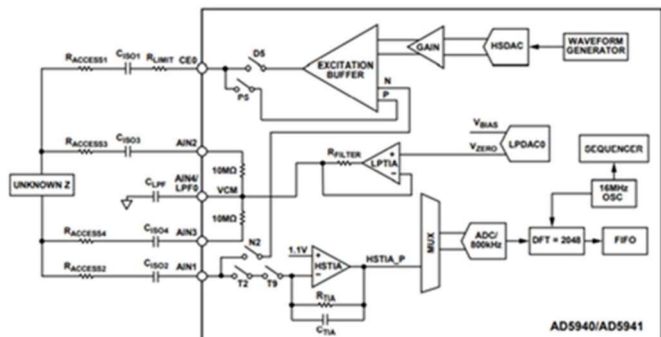 RACCESS1 CISO1 RLIMIT CE0 D5 EXCITATION BUFFER GAIN HSDAC WAVEFORM GENERATOR
P5 N P
RACCESS3 CISO3 AIN2 10MΩ RFILTER LPTIA + − VBIAS VZERO LPDAC0 SEQUENCER
UNKNOWN Z CLPF AIN4/ LPF0 VCM 16MHz OSC
10MΩ
RACCESS4 CISO4 AIN3 N2 1.1V + HSTIA − HSTIA_P MUX ADC/ 800kHz DFT = 2048 FIFO
RACCESS2 CISO2 AIN1 T2 T9 RTIA
CTIA
AD5940/AD5941